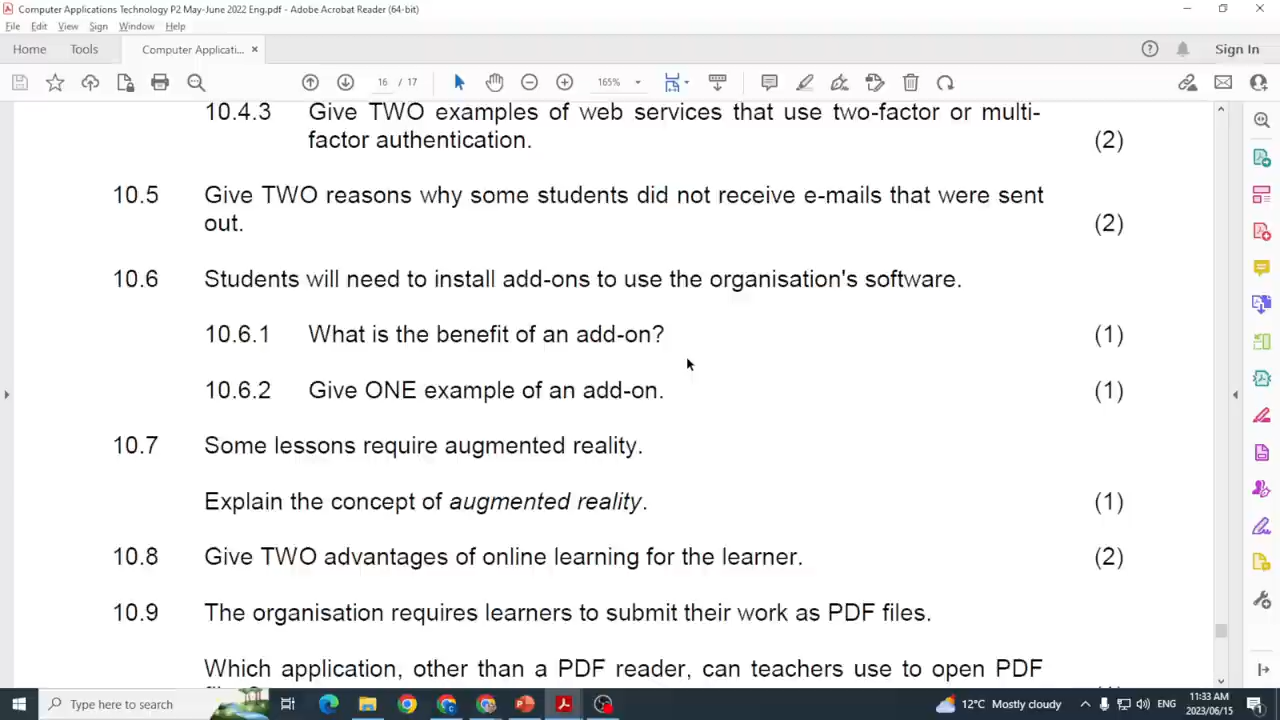 Computer Applications Technology P2 May-June 2022 Eng.pdf - Adobe Acrobat Reader (64-bit)
File Edit View Sign Window Help
Home Tools Computer Applicati... × Sign In
16 / 17 165%
10.4.3 Give TWO examples of web services that use two-factor or multi-
factor authentication. (2)
10.5 Give TWO reasons why some students did not receive e-mails that were sent
out. (2)
10.6 Students will need to install add-ons to use the organisation's software.
10.6.1 What is the benefit of an add-on? (1)
10.6.2 Give ONE example of an add-on. (1)
10.7 Some lessons require augmented reality.
Explain the concept of augmented reality. (1)
10.8 Give TWO advantages of online learning for the learner. (2)
10.9 The organisation requires learners to submit their work as PDF files.
Which application, other than a PDF reader, can teachers use to open PDF
Type here to search 12°C Mostly cloudy ENG 11:33 AM
2023/06/15